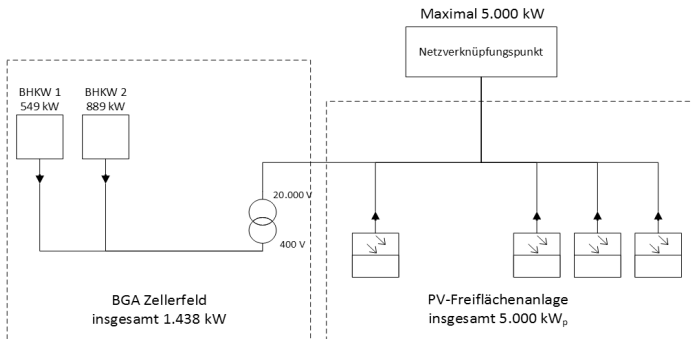 Maximal 5.000 kW
Netzverknüpfungspunkt
BHKW 1
549 kW
BHKW 2
889 kW
20.000 V
400 V
BGA Zellerfeld
insgesamt 1.438 kW
PV-Freiflächenanlage
insgesamt 5.000 kWp